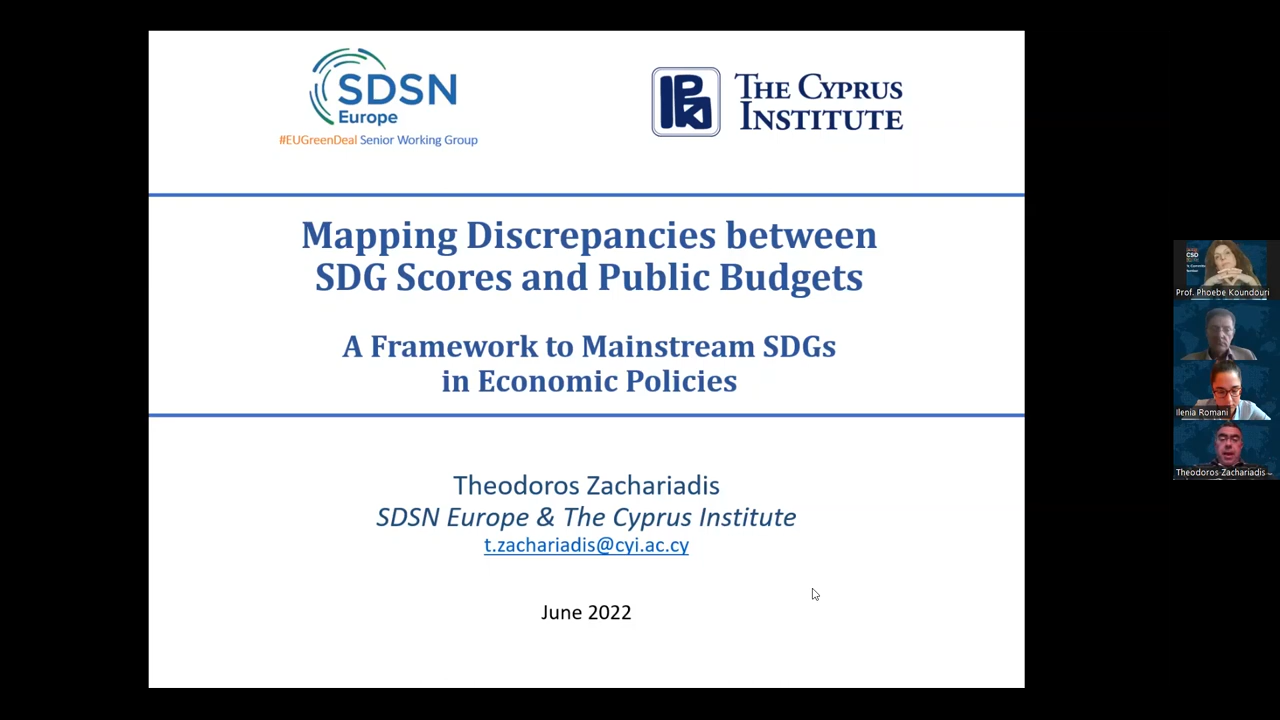 SDSN
Europe
#EUGreenDeal Senior Working Group
THE CYPRUS
INSTITUTE
Mapping Discrepancies between
SDG Scores and Public Budgets
A Framework to Mainstream SDGs
in Economic Policies
Theodoros Zachariadis
SDSN Europe & The Cyprus Institute
t.zachariadis@cyi.ac.cy
June 2022
CSD
Prof. Phoebe Koundouri
Ilenia Romani
Theodoros Zachariadis